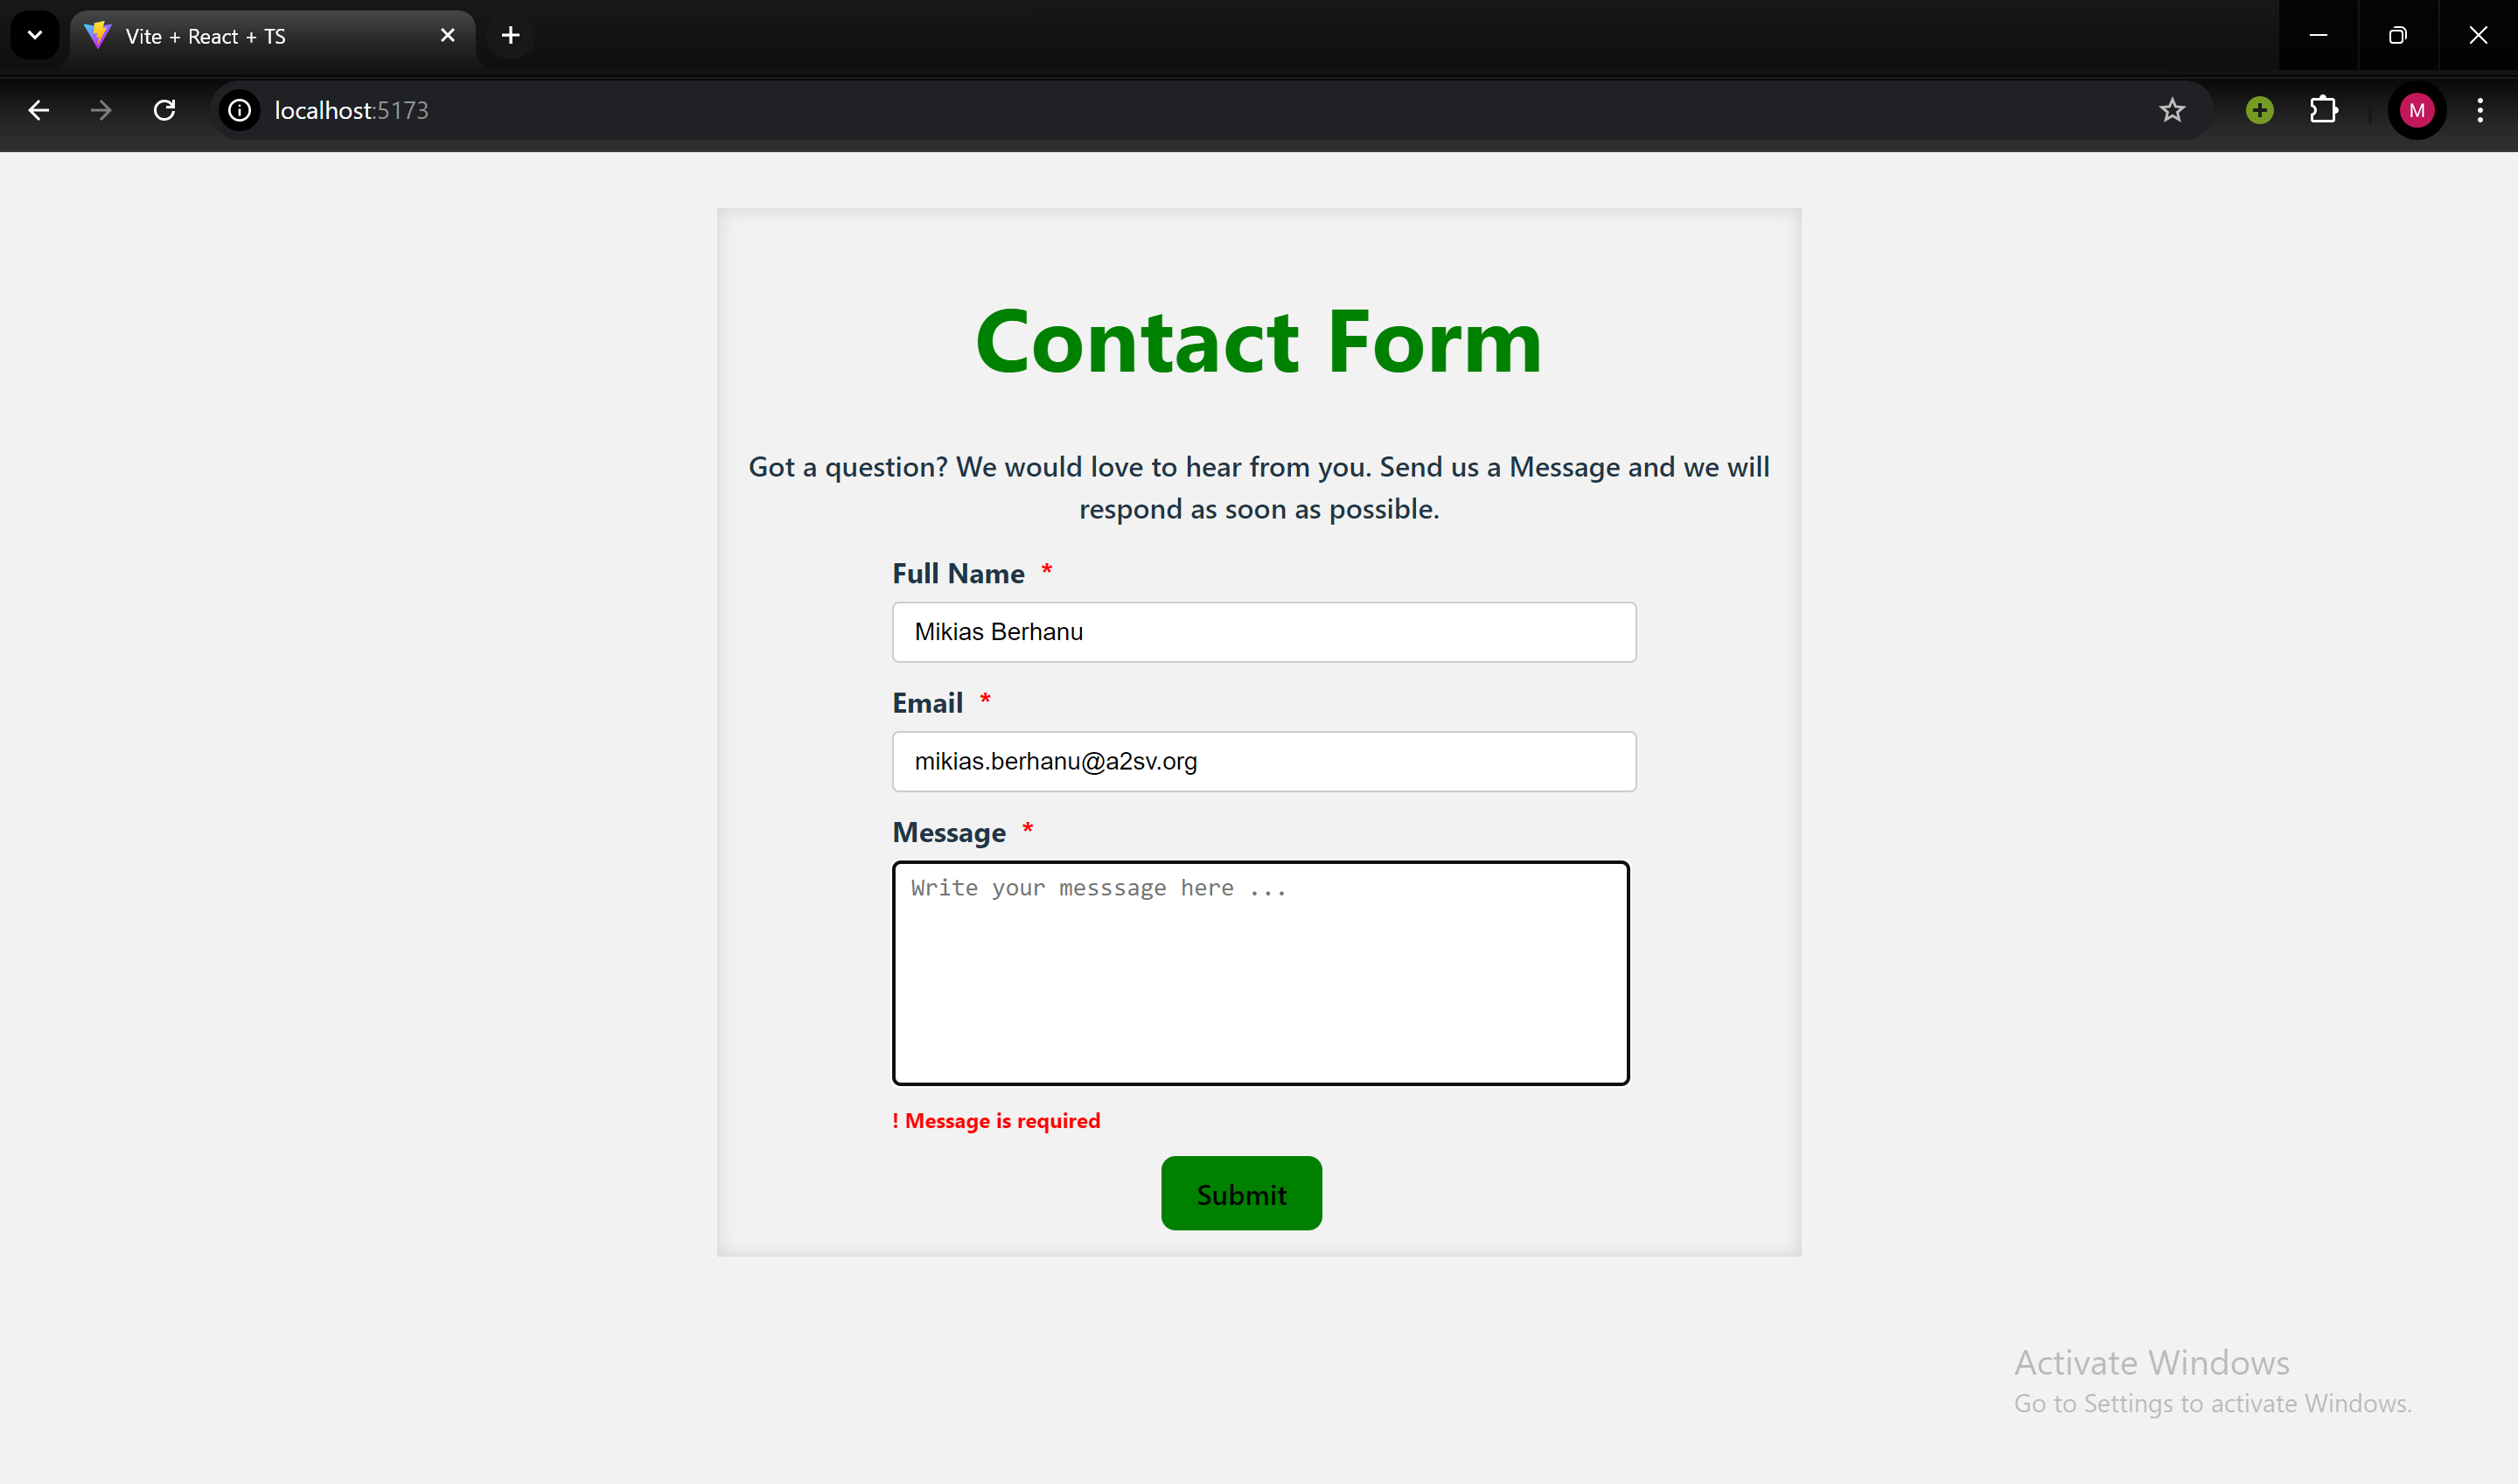 Vite + React + TS
localhost:5173
M
Contact Form
Got a question? We would love to hear from you. Send us a Message and we will
respond as soon as possible.
Full Name *
Mikias Berhanu
Email *
mikias.berhanu@a2sv.org
Message *
Write your messsage here ...
! Message is required
Submit
Activate Windows
Go to Settings to activate Windows.